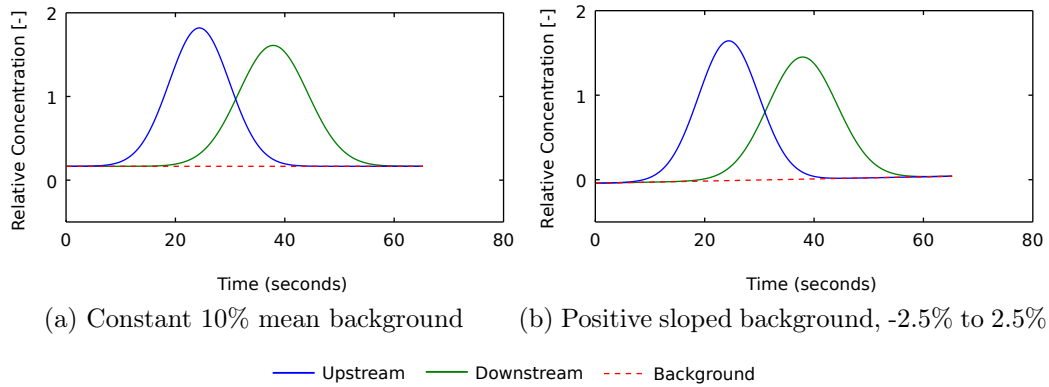 Relative Concentration [-]
2
1
0
0
20
40
60
80
Time (seconds)
(a) Constant 10% mean background
Relative Concentration [-]
2
1
0
0
20
40
60
80
Time (seconds)
(b) Positive sloped background, -2.5% to 2.5%
Upstream
Downstream
Background